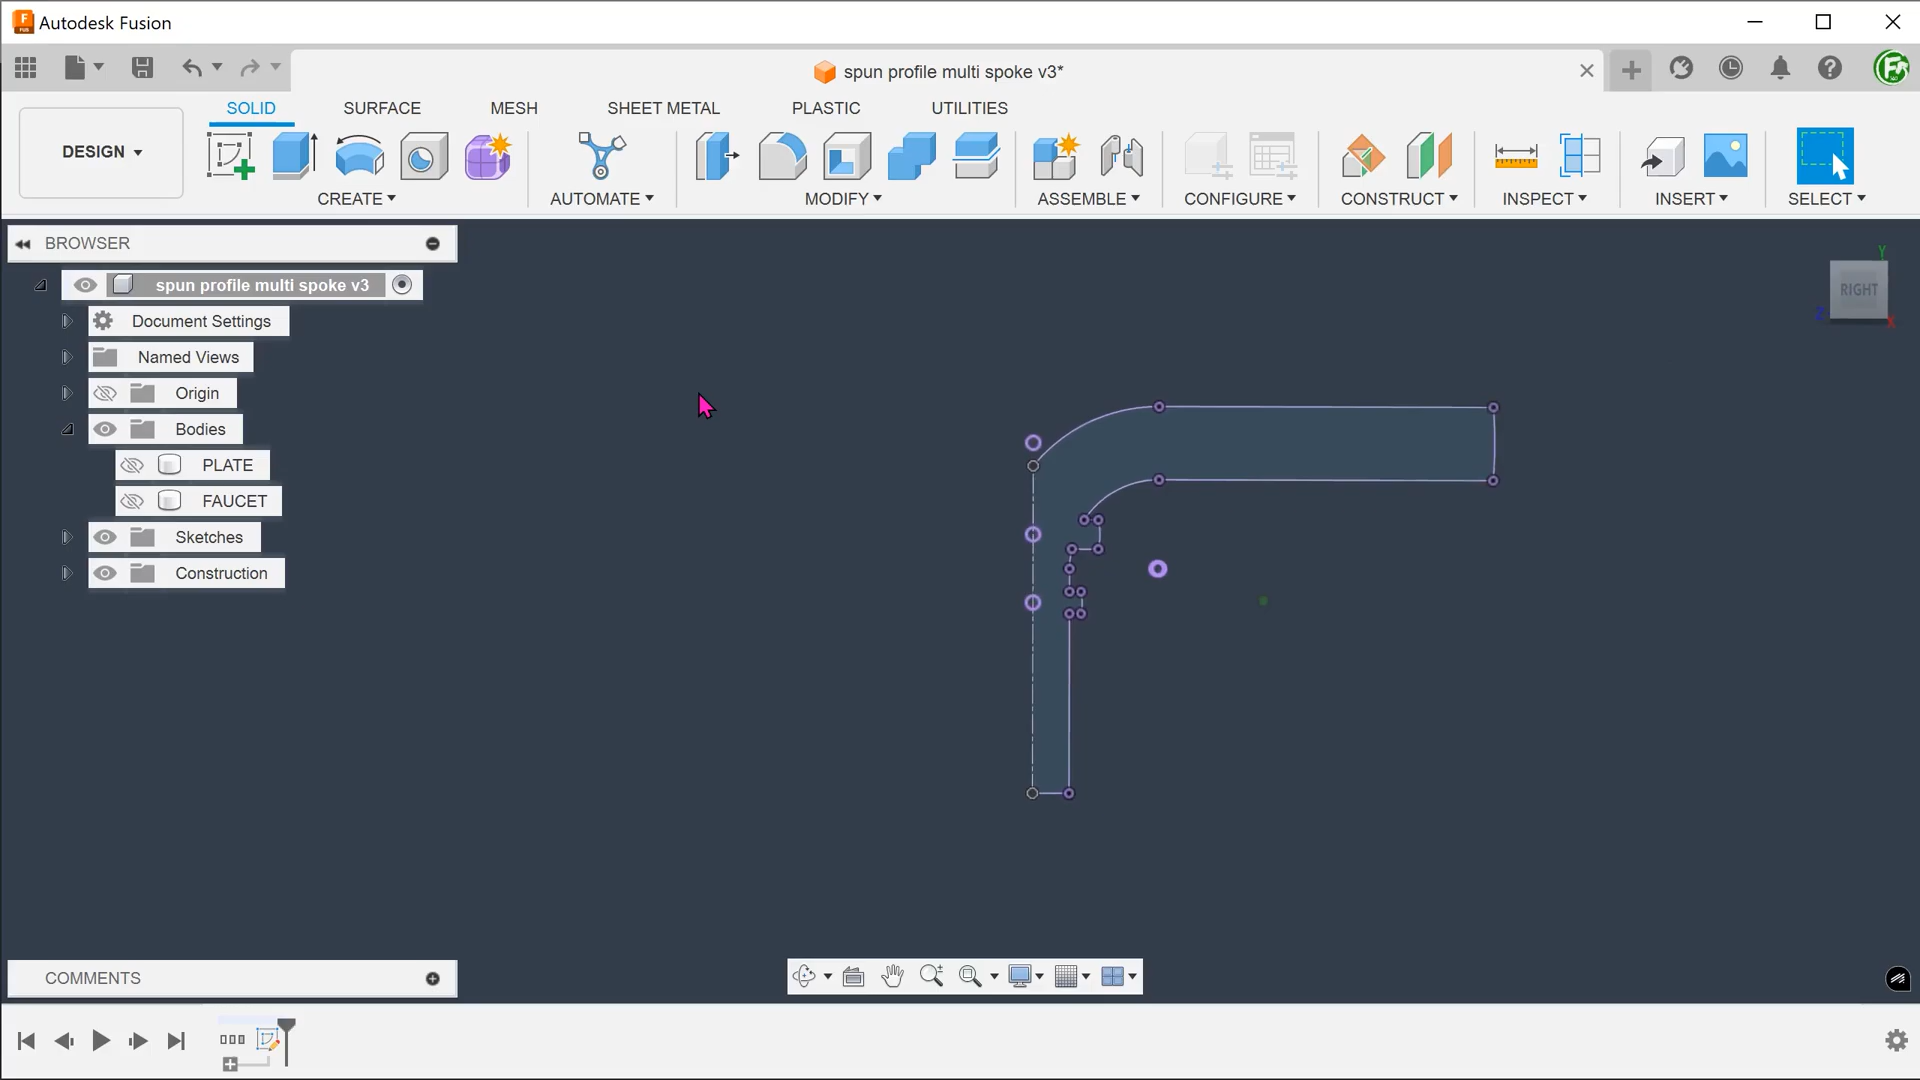 Autodesk Fusion
spun profile multi spoke v3*
SOLID SURFACE MESH SHEET METAL PLASTIC UTILITIES
DESIGN
CREATE AUTOMATE MODIFY ASSEMBLE CONFIGURE CONSTRUCT INSPECT INSERT SELECT
BROWSER
spun profile multi spoke v3
Document Settings
Named Views
Origin
Bodies
PLATE
FAUCET
Sketches
Construction
Y
RIGHT
Z X
COMMENTS